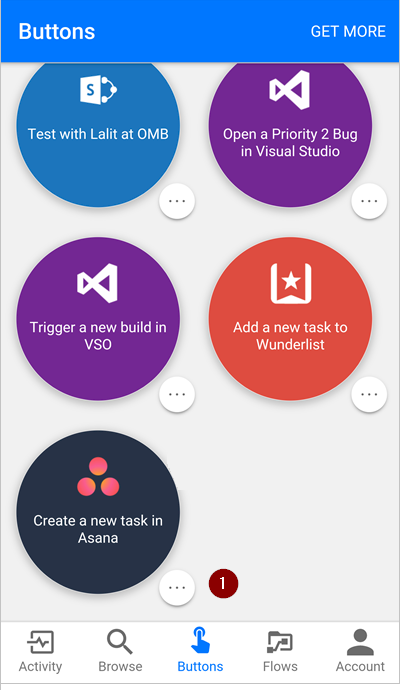 Buttons GET MORE
Test with Lalit at OMB
Open a Priority 2 Bug
in Visual Studio
Trigger a new build in
VSO
Add a new task to
Wunderlist
Create a new task in
Asana
1
Activity Browse Buttons Flows Account